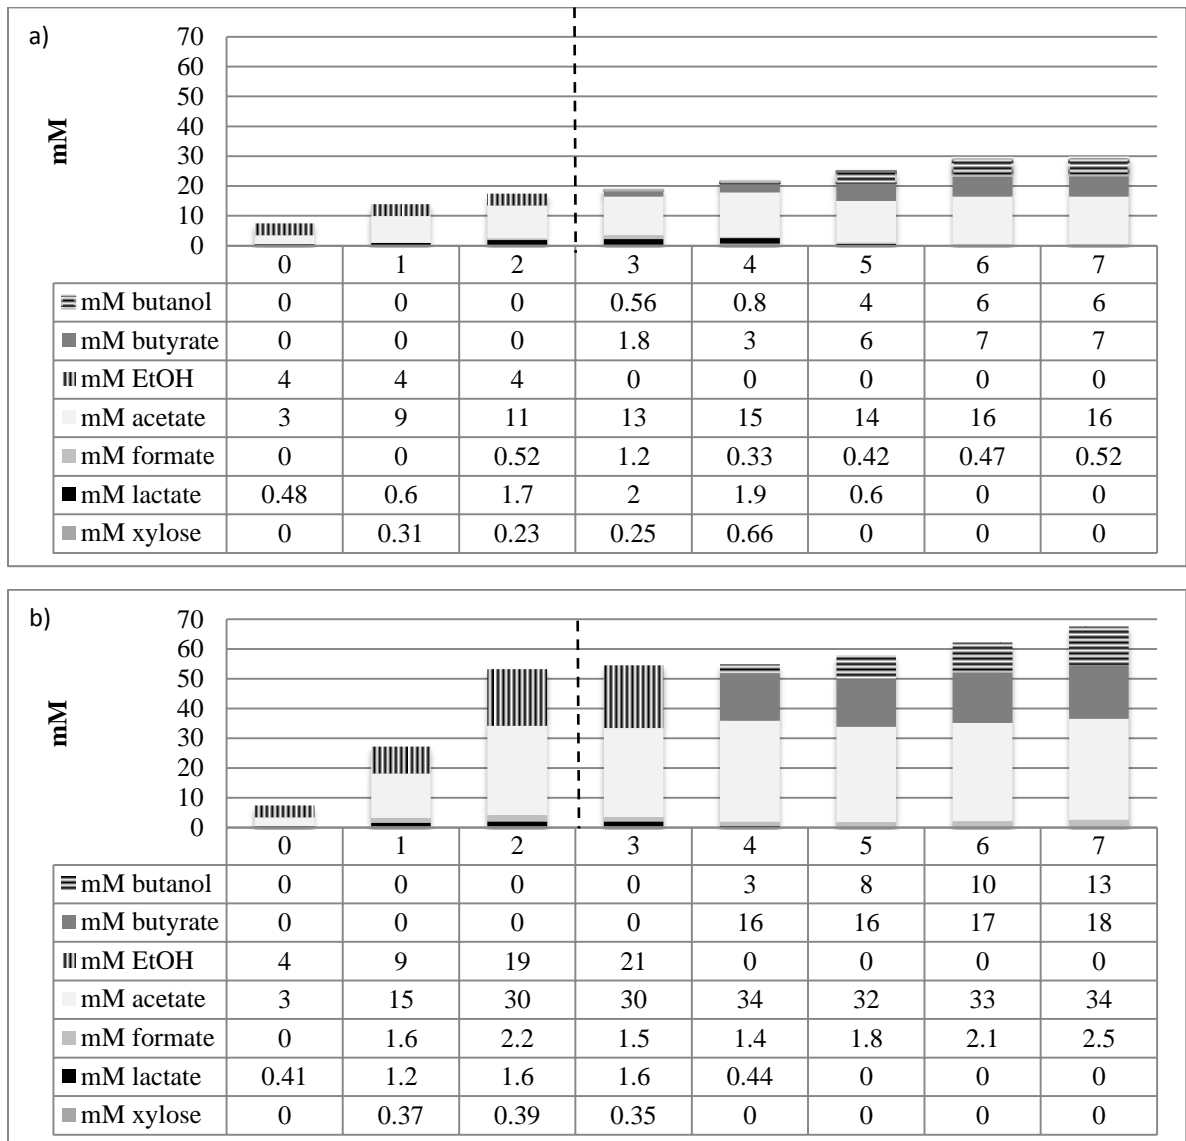 a)
70
60
50
40
30
20
10
0
mM
0 1 2 3 4 5 6 7
mM butanol 0 0 0 0.56 0.8 4 6 6
mM butyrate 0 0 0 1.8 3 6 7 7
mM EtOH 4 4 4 0 0 0 0 0
mM acetate 3 9 11 13 15 14 16 16
mM formate 0 0 0.52 1.2 0.33 0.42 0.47 0.52
mM lactate 0.48 0.6 1.7 2 1.9 0.6 0 0
mM xylose 0 0.31 0.23 0.25 0.66 0 0 0
b)
70
60
50
40
30
20
10
0
mM
0 1 2 3 4 5 6 7
mM butanol 0 0 0 0 3 8 10 13
mM butyrate 0 0 0 0 16 16 17 18
mM EtOH 4 9 19 21 0 0 0 0
mM acetate 3 15 30 30 34 32 33 34
mM formate 0 1.6 2.2 1.5 1.4 1.8 2.1 2.5
mM lactate 0.41 1.2 1.6 1.6 0.44 0 0 0
mM xylose 0 0.37 0.39 0.35 0 0 0 0